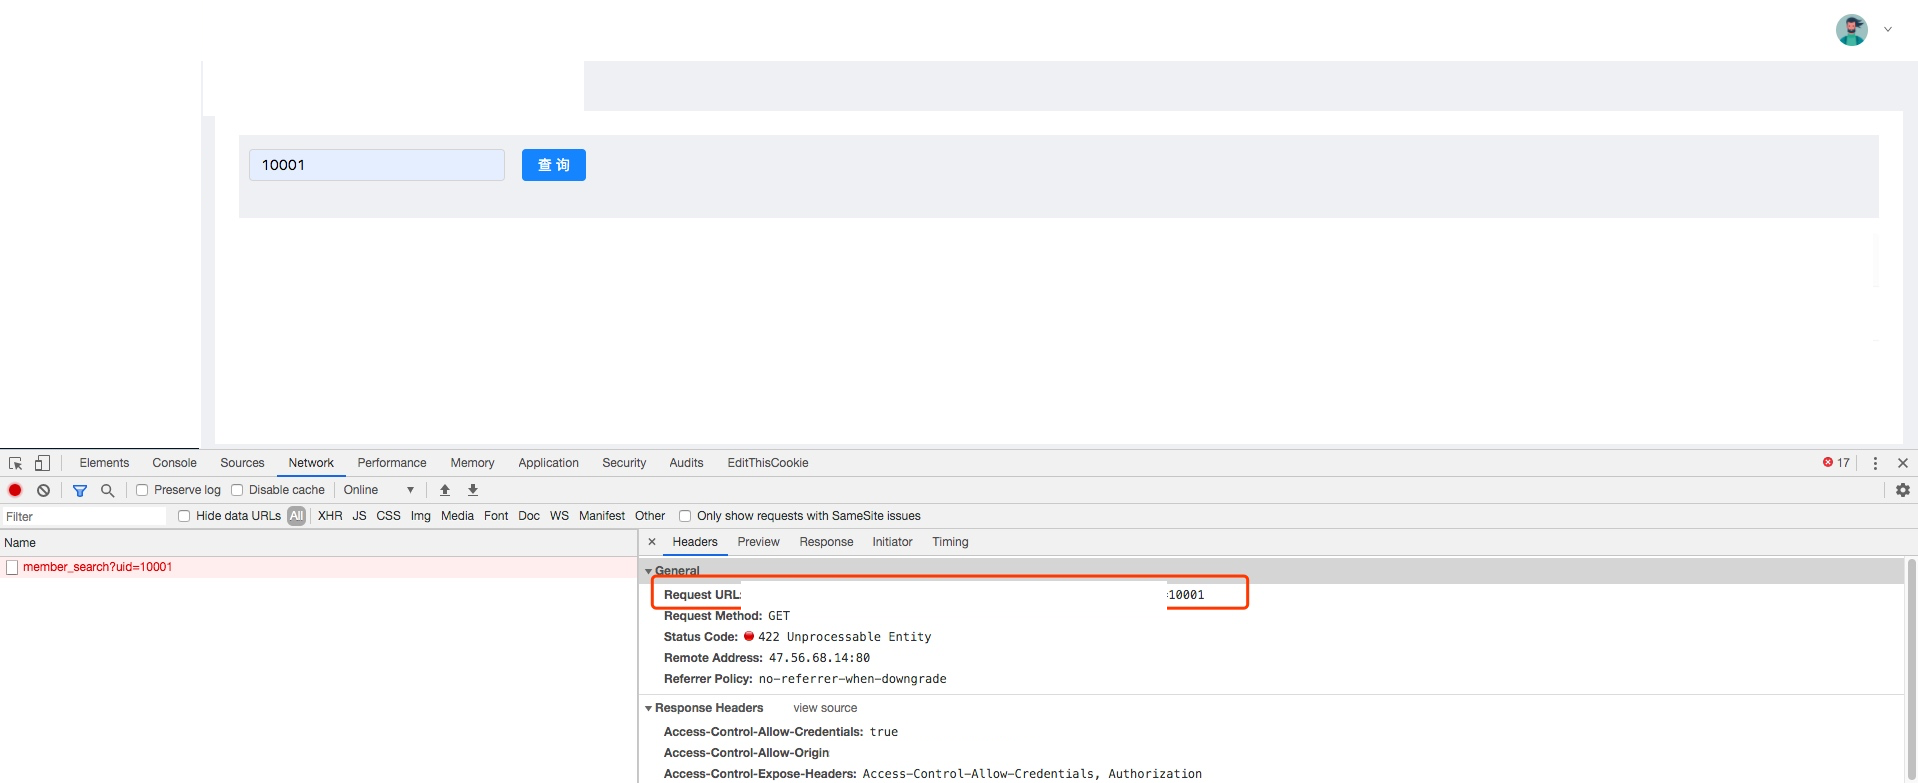 10001 查 询
Elements Console Sources Network Performance Memory Application Security Audits EditThisCookie 17
Preserve log Disable cache Online
Filter Hide data URLs All XHR JS CSS Img Media Font Doc WS Manifest Other Only show requests with SameSite issues
Name Headers Preview Response Initiator Timing
member_search?uid=10001
General
Request URL: =10001
Request Method: GET
Status Code: 422 Unprocessable Entity
Remote Address: 47.56.68.14:80
Referrer Policy: no-referrer-when-downgrade
Response Headers view source
Access-Control-Allow-Credentials: true
Access-Control-Allow-Origin
Access-Control-Expose-Headers: Access-Control-Allow-Credentials, Authorization